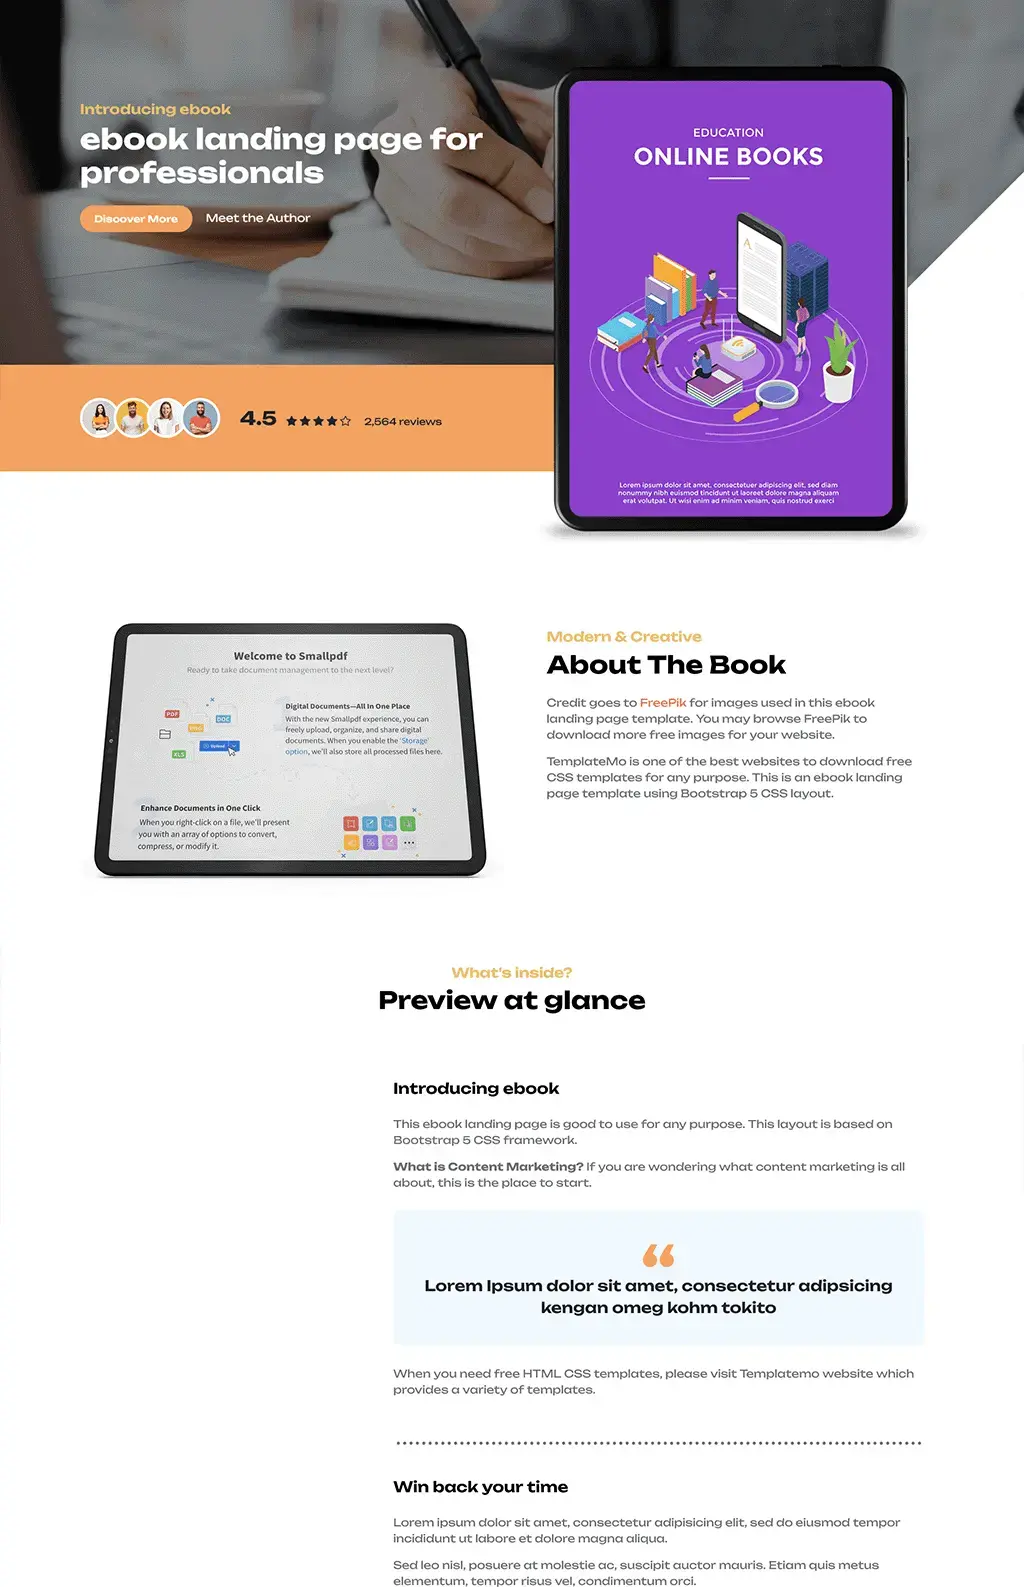 Introducing ebook
ebook landing page for
professionals
Discover More
Meet the Author
EDUCATION
ONLINE BOOKS
A
Lorem ipsum dolor sit amet, consectetuer adipiscing elit, sed diam
nonummy nibh euismod tincidunt ut laoreet dolore magna aliquam
erat volutpat. Ut wisi enim ad minim veniam, quis nostrud exerci
4.5
2,564 reviews
Welcome to Smallpdf
Ready to take document management to the next level?
PDF
DOC
XLS
Upload
Digital Documents—All In One Place
With the new Smallpdf experience, you can
freely upload, organize, and share digital
documents. When you enable the 'Storage'
option, we'll also store all processed files here.
Enhance Documents in One Click
When you right-click on a file, we'll present
you with an array of options to convert,
compress, or modify it.
Modern & Creative
About The Book
Credit goes to FreePik for images used in this ebook
landing page template. You may browse FreePik to
download more free images for your website.
TemplateMo is one of the best websites to download free
CSS templates for any purpose. This is an ebook landing
page template using Bootstrap 5 CSS layout.
What's inside?
Preview at glance
Introducing ebook
This ebook landing page is good to use for any purpose. This layout is based on
Bootstrap 5 CSS framework.
What is Content Marketing? If you are wondering what content marketing is all
about, this is the place to start.
Lorem Ipsum dolor sit amet, consectetur adipsicing
kengan omeg kohm tokito
When you need free HTML CSS templates, please visit Templatemo website which
provides a variety of templates.
Win back your time
Lorem ipsum dolor sit amet, consectetur adipisicing elit, sed do eiusmod tempor
incididunt ut labore et dolore magna aliqua.
Sed leo nisl, posuere at molestie ac, suscipit auctor mauris. Etiam quis metus
elementum, tempor risus vel, condimentum orci.